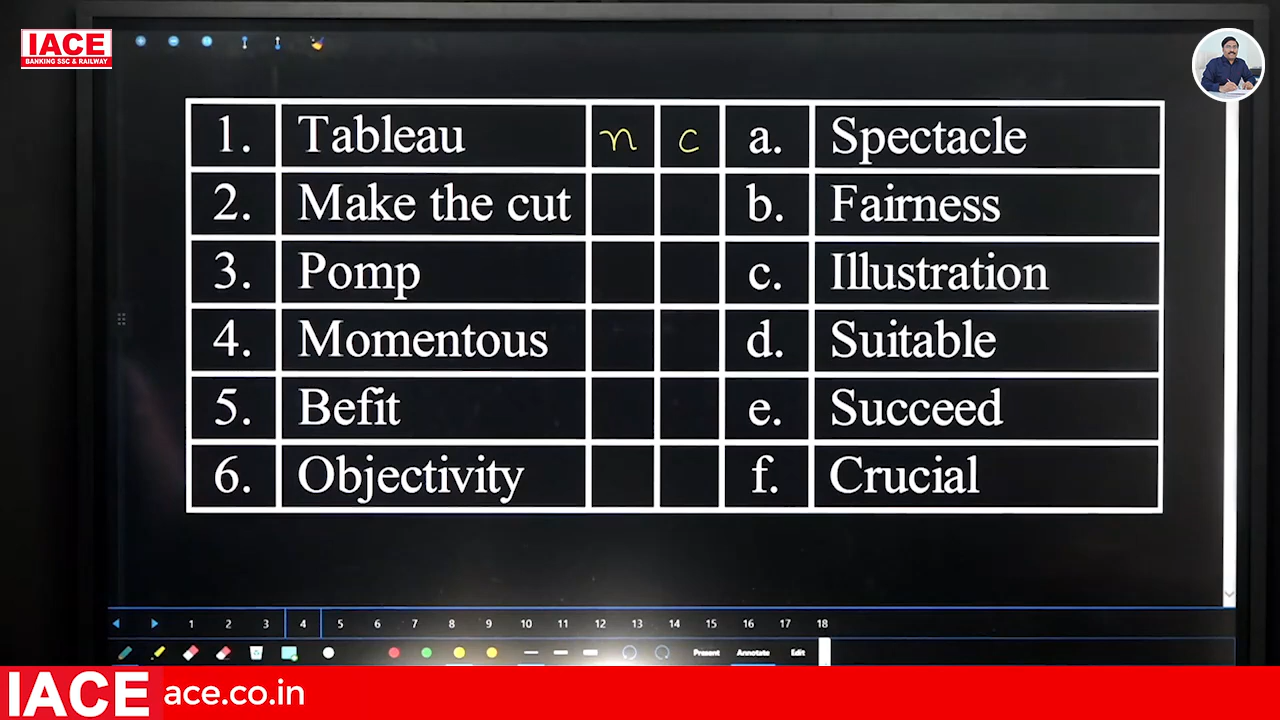 IACE
BANKING SSC & RAILWAY
1. Tableau n c a. Spectacle
2. Make the cut b. Fairness
3. Pomp c. Illustration
4. Momentous d. Suitable
5. Befit e. Succeed
6. Objectivity f. Crucial
1 2 3 4 5 6 7 8 9 10 11 12 13 14 15 16 17 18
Present Annotate Edit
IACE iace.co.in